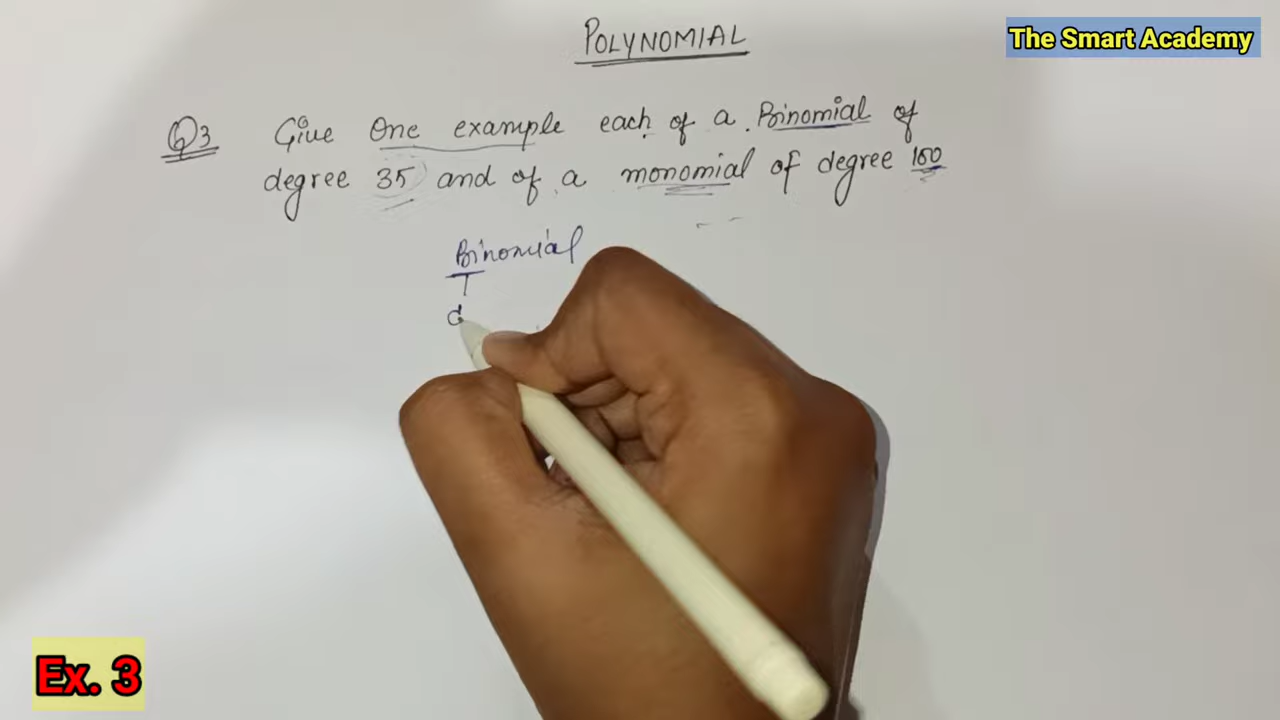 POLYNOMIAL
The Smart Academy
Q3 Give One example each of a Binomial of
degree 35 and of a monomial of degree 100
Binomial
d
Ex. 3